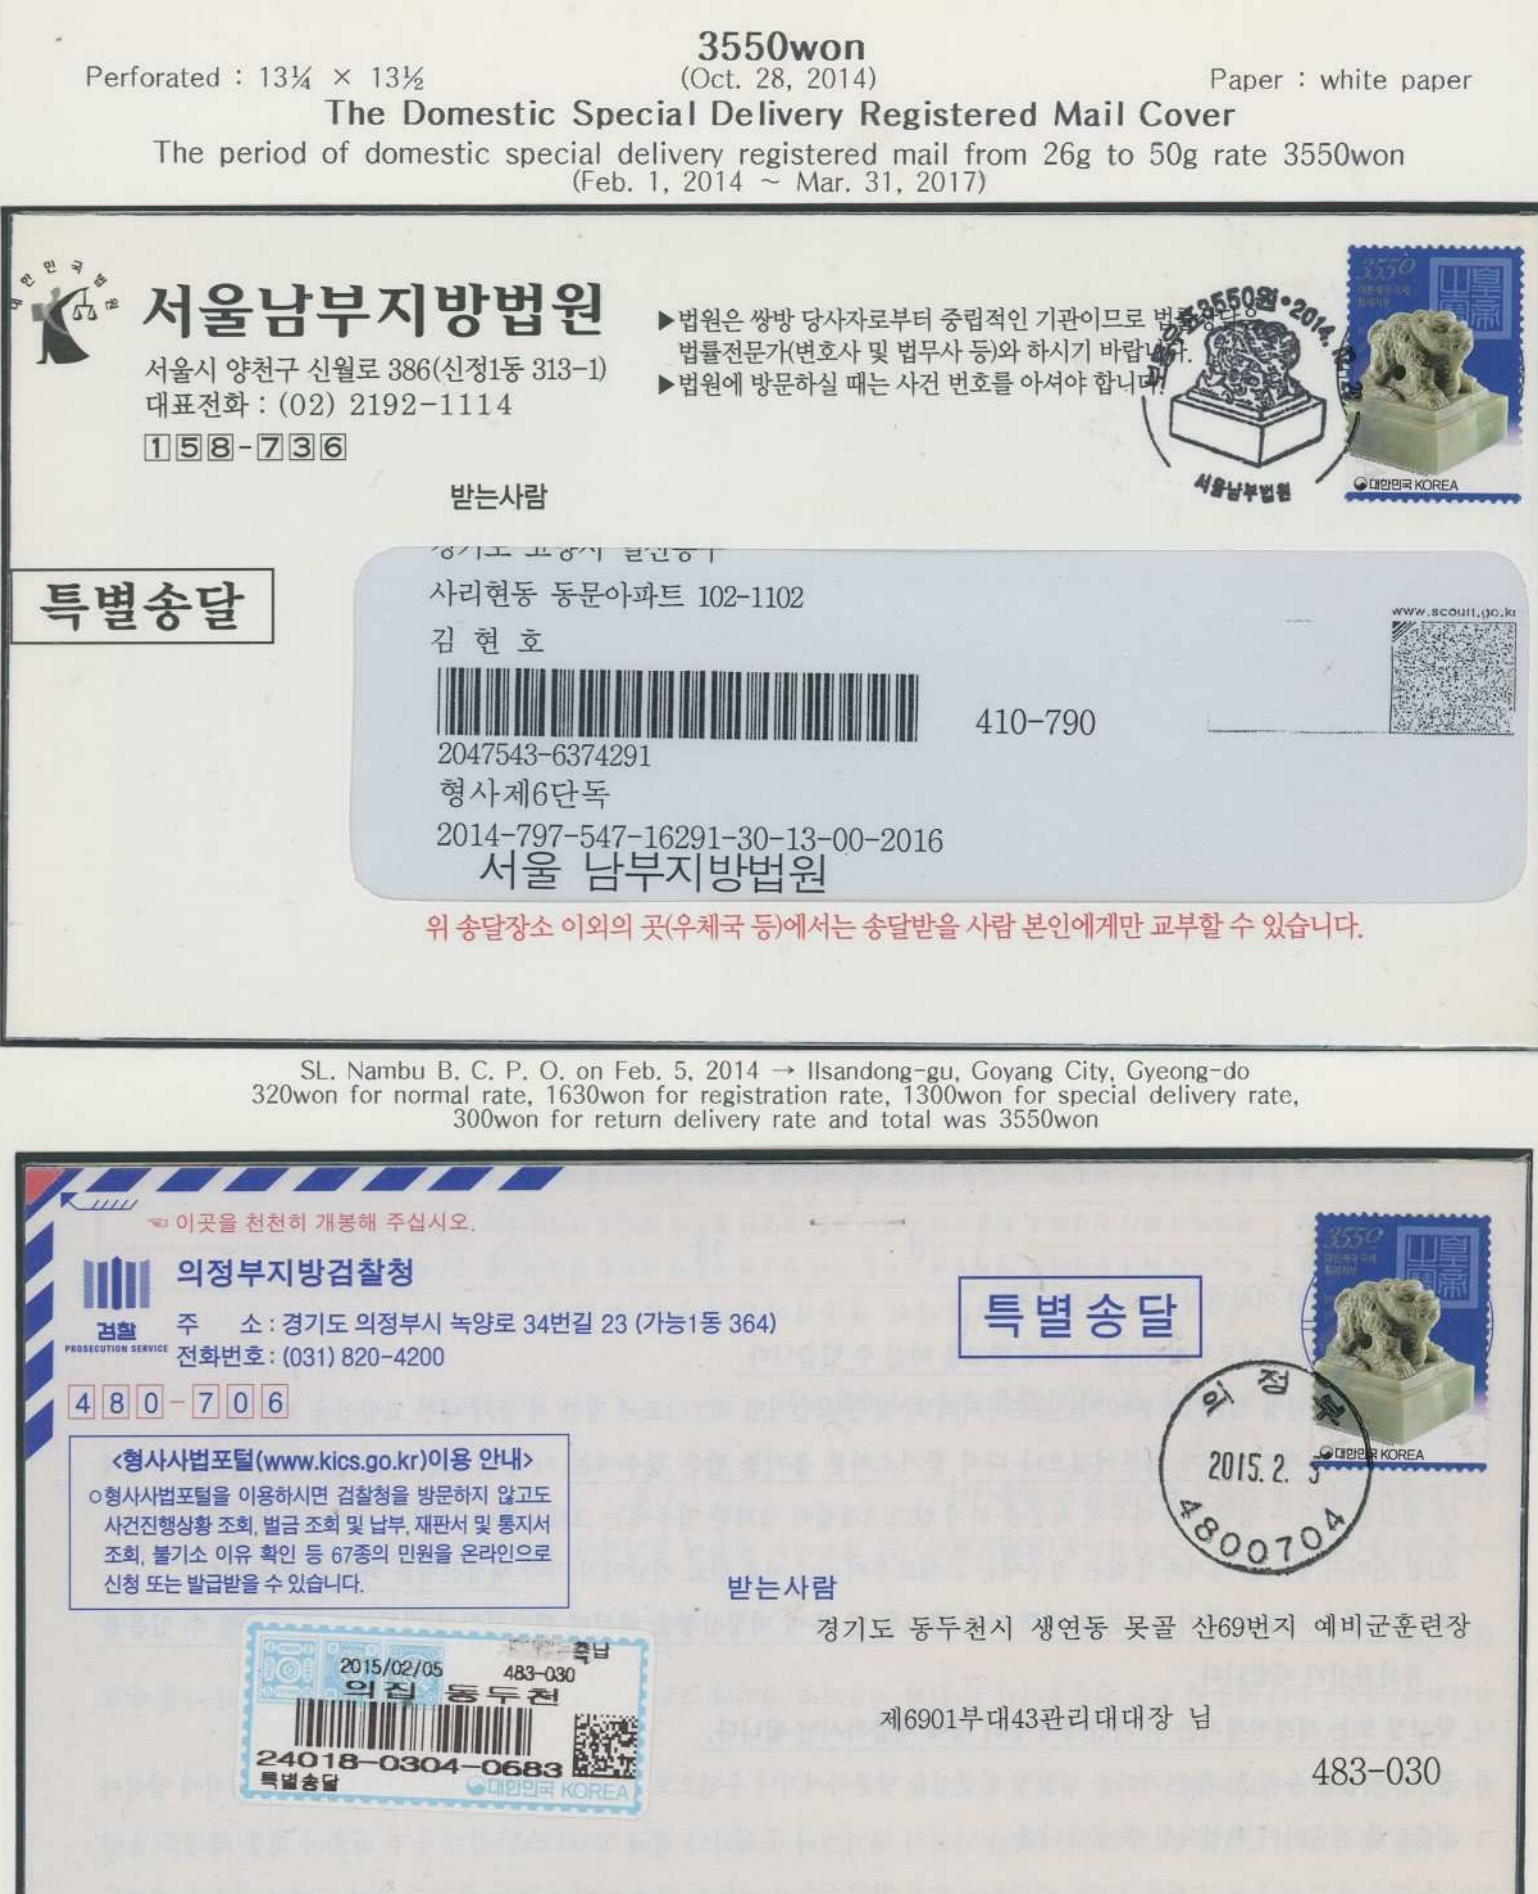 3550won
Perforated : 13¼ × 13½
(Oct. 28, 2014)
Paper : white paper
The Domestic Special Delivery Registered Mail Cover
The period of domestic special delivery registered mail from 26g to 50g rate 3550won
(Feb. 1, 2014 ~ Mar. 31, 2017)
대한민국법원
서울남부지방법원
서울시 양천구 신월로 386(신정1동 313-1)
대표전화 : (02) 2192-1114
158-736
▶법원은 쌍방 당사자로부터 중립적인 기관이므로
법률전문가(변호사 및 법무사 등)와 하시기 바랍니다.
▶법원에 방문하실 때는 사건 번호를 아셔야 합니다.
3550원•2014.
서울남부법원
3550
대한민국 KOREA
받는사람
특별송달
사리현동 동문아파트 102-1102
김 현 호
www.scourt.go.kr
410-790
2047543-6374291
형사제6단독
2014-797-547-16291-30-13-00-2016
서울 남부지방법원
위 송달장소 이외의 곳(우체국 등)에서는 송달받을 사람 본인에게만 교부할 수 있습니다.
SL. Nambu B. C. P. O. on Feb. 5, 2014 → Ilsandong-gu, Goyang City, Gyeong-do
320won for normal rate, 1630won for registration rate, 1300won for special delivery rate,
300won for return delivery rate and total was 3550won
☜ 이곳을 천천히 개봉해 주십시오.
의정부지방검찰청
검찰
PROSECUTION SERVICE
주 소 : 경기도 의정부시 녹양로 34번길 23 (가능1동 364)
전화번호 : (031) 820-4200
480-706
특별송달
3550
대한민국 KOREA
의정부
2015. 2.
4800704
<형사사법포털(www.kics.go.kr)이용 안내>
○형사사법포털을 이용하시면 검찰청을 방문하지 않고도
사건진행상황 조회, 벌금 조회 및 납부, 재판서 및 통지서
조회, 불기소 이유 확인 등 67종의 민원을 온라인으로
신청 또는 발급받을 수 있습니다.
받는사람
경기도 동두천시 생연동 못골 산69번지 예비군훈련장
제6901부대43관리대대장 님
483-030
2015/02/05 483-030
의집 동두천
24018-0304-0683
특별송달
대한민국 KOREA